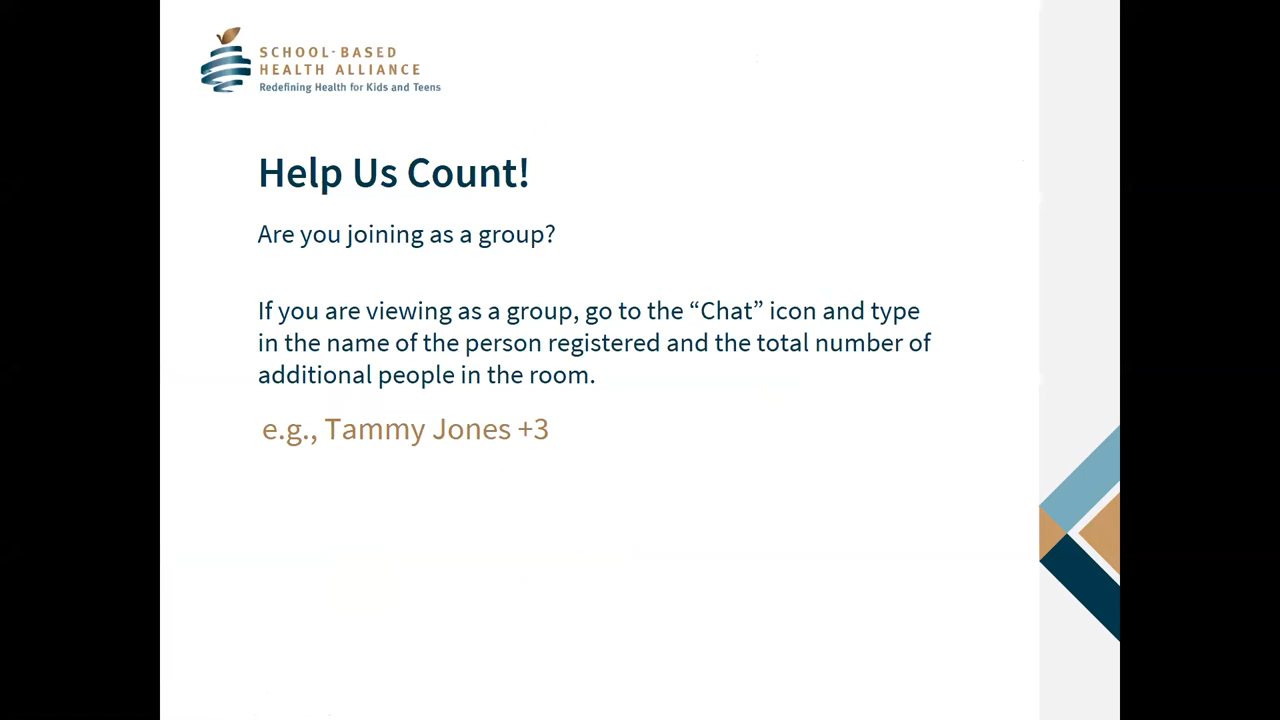 SCHOOL-BASED
HEALTH ALLIANCE
Redefining Health for Kids and Teens
Help Us Count!
Are you joining as a group?
If you are viewing as a group, go to the “Chat” icon and type
in the name of the person registered and the total number of
additional people in the room.
e.g., Tammy Jones +3